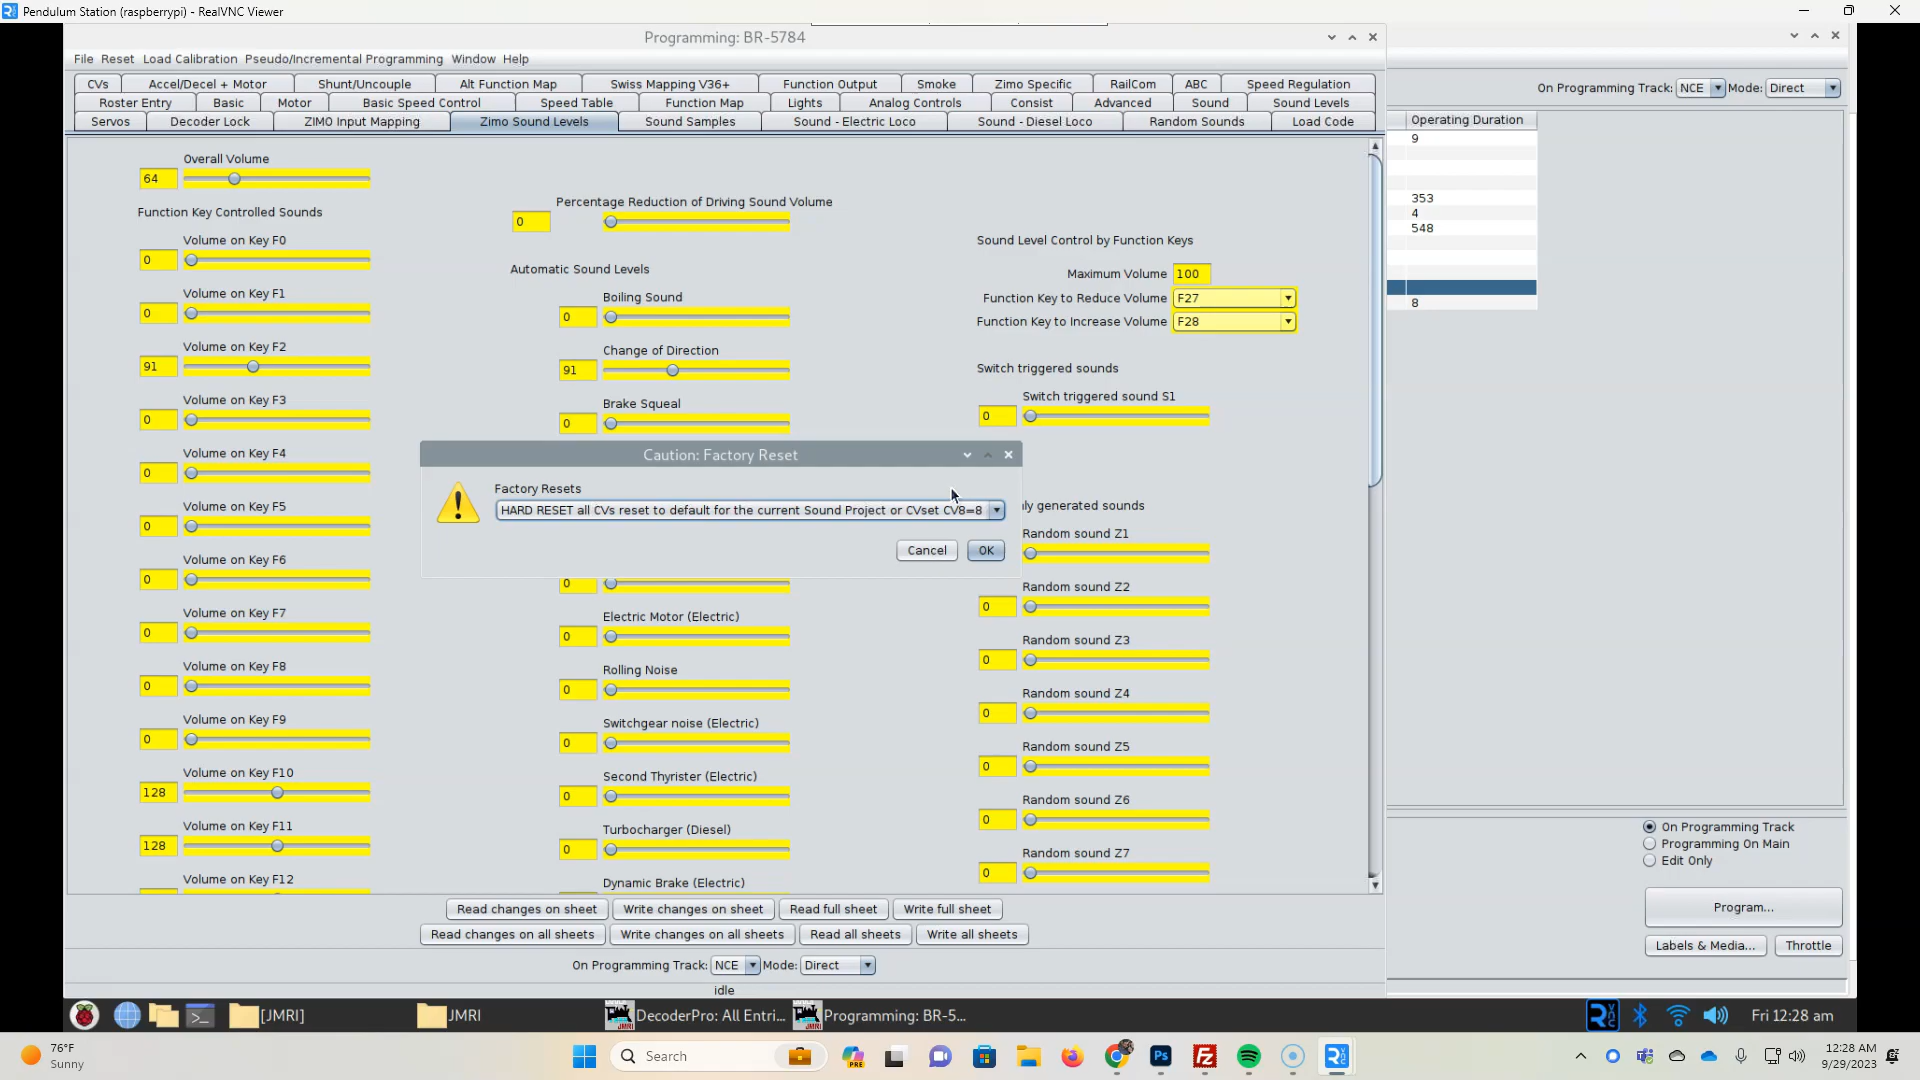 Pendulum Station (raspberrypi) - RealVNC Viewer
Programming: BR-5784
File Reset Load Calibration Pseudo/Incremental Programming Window Help
CVs Accel/Decel + Motor Shunt/Uncouple Alt Function Map Swiss Mapping V36+ Function Output Smoke Zimo Specific RailCom ABC Speed Regulation
On Programming Track: NCE Mode: Direct
Roster Entry Basic Motor Basic Speed Control Speed Table Function Map Lights Analog Controls Consist Advanced Sound Sound Levels
Servos Decoder Lock ZIMO Input Mapping Zimo Sound Levels Sound Samples Sound - Electric Loco Sound - Diesel Loco Random Sounds Load Code
Operating Duration
9
353
4
548
8
Overall Volume
64
Function Key Controlled Sounds
Volume on Key F0
0
Volume on Key F1
0
Volume on Key F2
91
Volume on Key F3
0
Volume on Key F4
0
Volume on Key F5
0
Volume on Key F6
0
Volume on Key F7
0
Volume on Key F8
0
Volume on Key F9
0
Volume on Key F10
128
Volume on Key F11
128
Volume on Key F12
Percentage Reduction of Driving Sound Volume
0
Automatic Sound Levels
Boiling Sound
0
Change of Direction
91
Brake Squeal
0
Caution: Factory Reset
Factory Resets
HARD RESET all CVs reset to default for the current Sound Project or CVset CV8=8
Cancel OK
0
Electric Motor (Electric)
0
Rolling Noise
0
Switchgear noise (Electric)
0
Second Thyrister (Electric)
0
Turbocharger (Diesel)
0
Dynamic Brake (Electric)
Sound Level Control by Function Keys
Maximum Volume 100
Function Key to Reduce Volume F27
Function Key to Increase Volume F28
Switch triggered sounds
Switch triggered sound S1
0
ly generated sounds
Random sound Z1
Random sound Z2
0
Random sound Z3
0
Random sound Z4
0
Random sound Z5
0
Random sound Z6
0
Random sound Z7
0
On Programming Track
Programming On Main
Edit Only
Program...
Labels & Media... Throttle
Read changes on sheet Write changes on sheet Read full sheet Write full sheet
Read changes on all sheets Write changes on all sheets Read all sheets Write all sheets
On Programming Track: NCE Mode: Direct
idle
[JMRI] JMRI DecoderPro: All Entri... Programming: BR-5... Fri 12:28 am
76°F
Sunny
Search
12:28 AM
9/29/2023